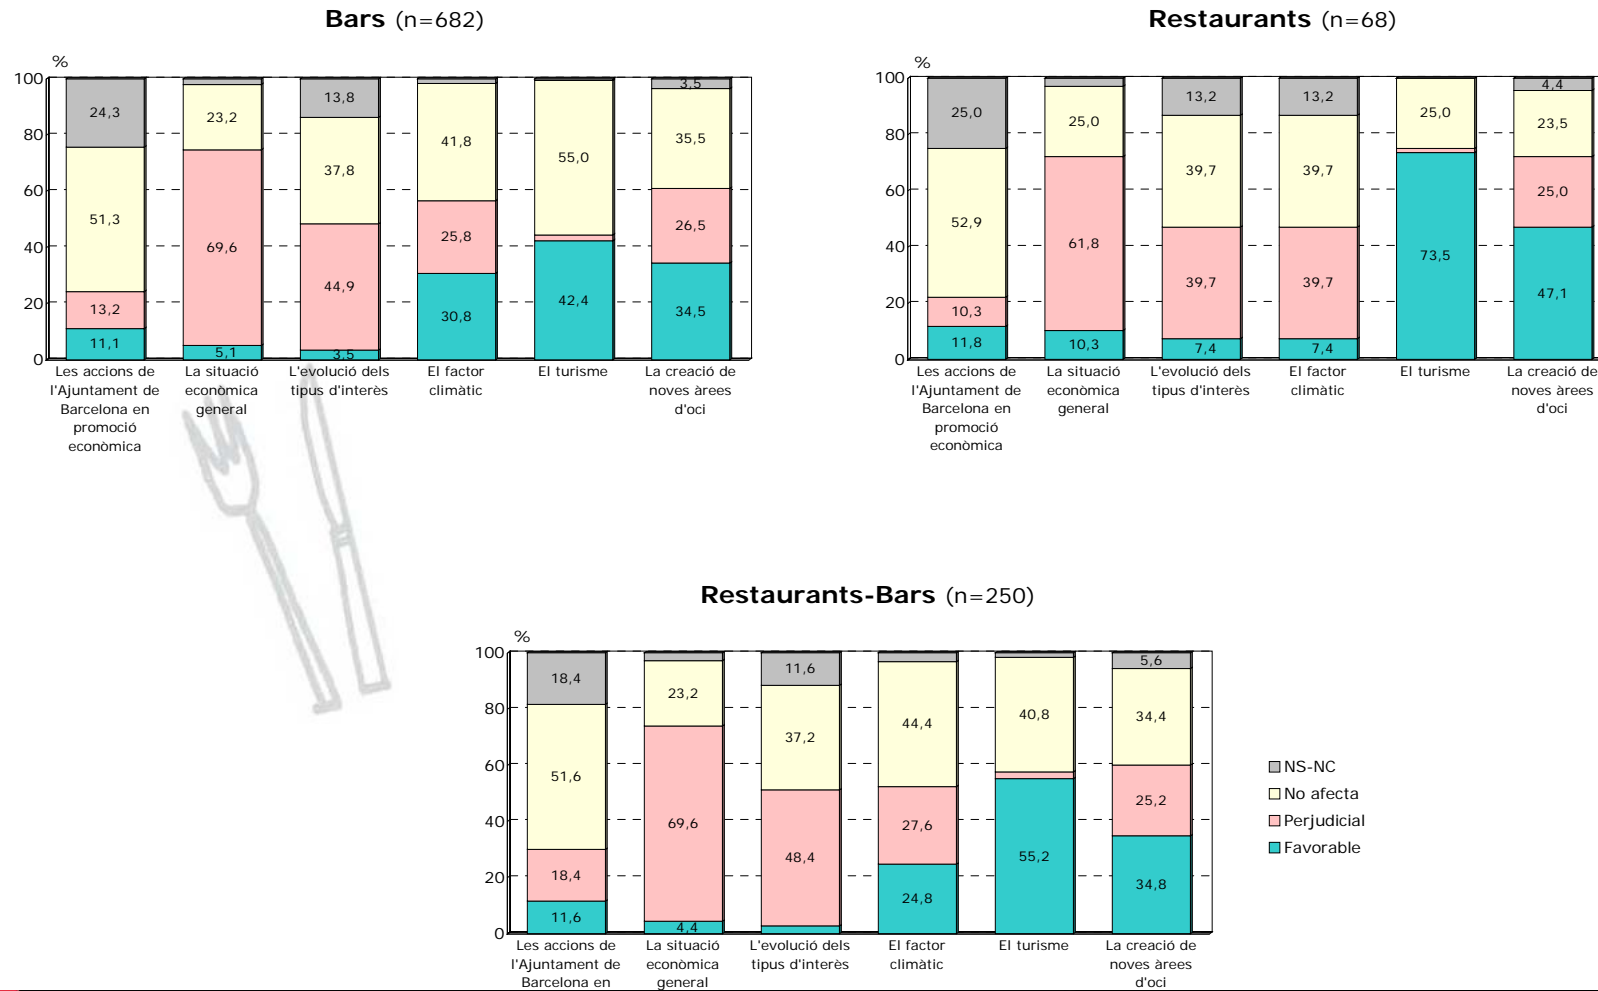 Bars (n=682)
%
100
80
60
40
20
0
24,3
51,3
13,2
11,1
23,2
69,6
5,1
13,8
37,8
44,9
3,5
41,8
25,8
30,8
55,0
42,4
3,5
35,5
26,5
34,5
Les accions de
l'Ajuntament de
Barcelona en
promoció
econòmica
La situació
econòmica
general
L'evolució dels
tipus d'interès
El factor
climàtic
El turisme
La creació de
noves àrees
d'oci
Restaurants (n=68)
%
100
80
60
40
20
0
25,0
52,9
10,3
11,8
25,0
61,8
10,3
13,2
39,7
39,7
7,4
13,2
39,7
39,7
7,4
25,0
73,5
4,4
23,5
25,0
47,1
Les accions de
l'Ajuntament de
Barcelona en
promoció
econòmica
La situació
econòmica
general
L'evolució dels
tipus d'interès
El factor
climàtic
El turisme
La creació de
noves àrees
d'oci
Restaurants-Bars (n=250)
%
100
80
60
40
20
0
18,4
51,6
18,4
11,6
23,2
69,6
4,4
11,6
37,2
48,4
44,4
27,6
24,8
40,8
55,2
5,6
34,4
25,2
34,8
Les accions de
l'Ajuntament de
Barcelona en
La situació
econòmica
general
L'evolució dels
tipus d'interès
El factor
climàtic
El turisme
La creació de
noves àrees
d'oci
NS-NC
No afecta
Perjudicial
Favorable